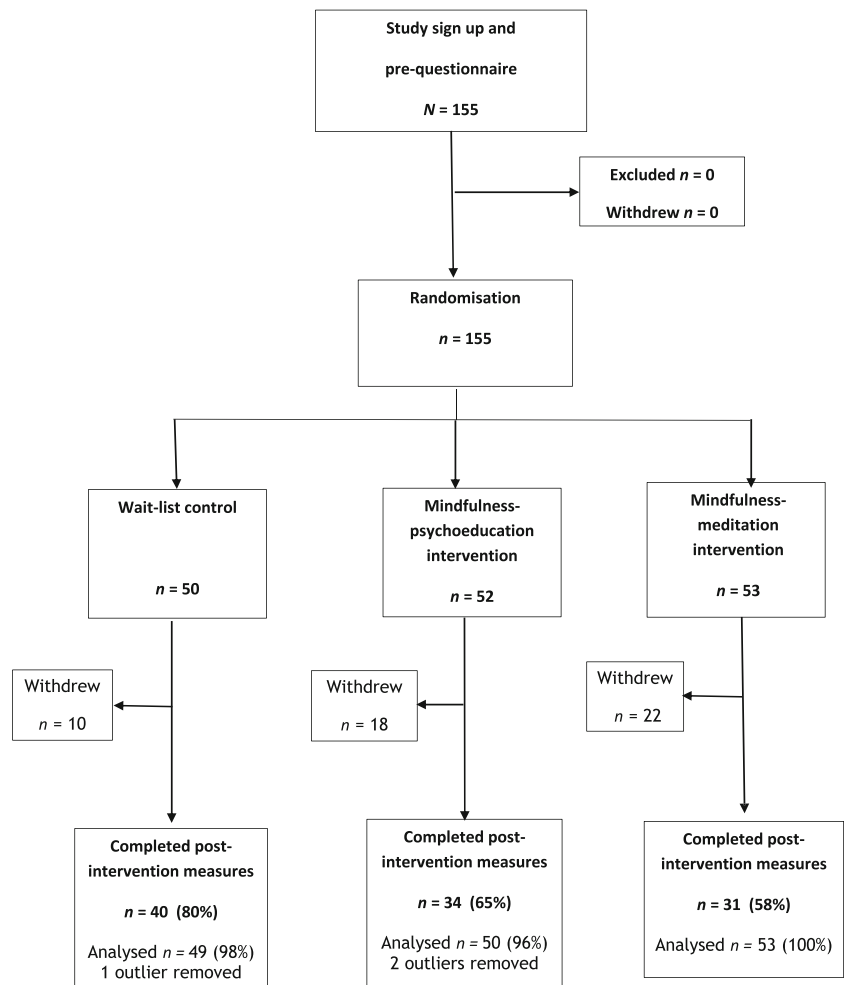 Study sign up and
pre-questionnaire
N = 155
Excluded n = 0
Withdrew n = 0
Randomisation
n = 155
Wait-list control
n = 50
Mindfulness-
psychoeducation
intervention
n = 52
Mindfulness-
meditation
intervention
n = 53
Withdrew
n = 10
Withdrew
n = 18
Withdrew
n = 22
Completed post-
intervention measures
n = 40 (80%)
Analysed n = 49 (98%)
1 outlier removed
Completed post-
intervention measures
n = 34 (65%)
Analysed n = 50 (96%)
2 outliers removed
Completed post-
intervention measures
n = 31 (58%)
Analysed n = 53 (100%)